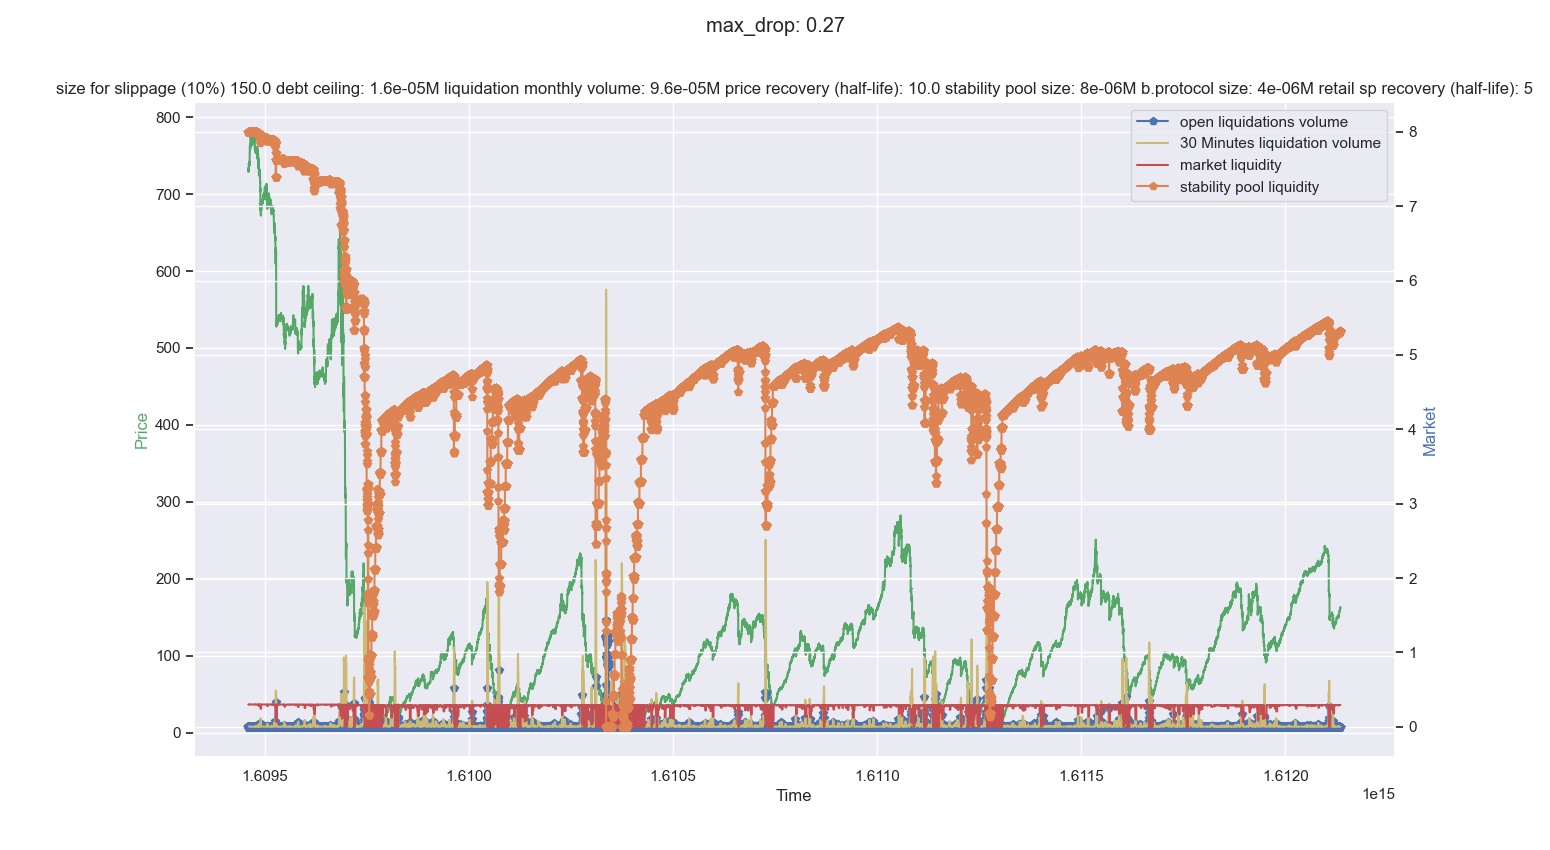 max_drop: 0.27
size for slippage (10%) 150.0 debt ceiling: 1.6e-05M liquidation monthly volume: 9.6e-05M price recovery (half-life): 10.0 stability pool size: 8e-06M b.protocol size: 4e-06M retail sp recovery (half-life): 5
open liquidations volume
30 Minutes liquidation volume
market liquidity
stability pool liquidity
800
700
600
500
400
300
200
100
0
Price
8
7
6
5
4
3
2
1
0
Market
1.6095 1.6100 1.6105 1.6110 1.6115 1.6120
Time
1e15